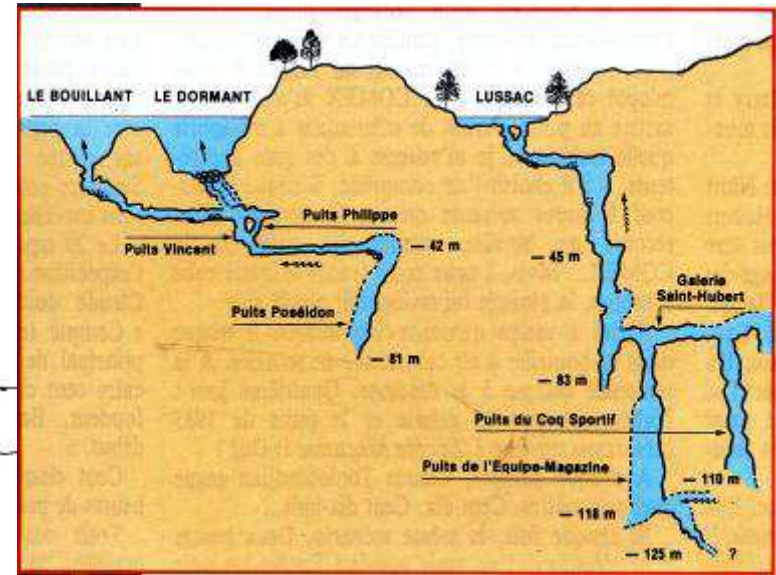 LE BOUILLANT
LE DORMANT
LUSSAC
Puits Philippe
Puits Vincent
— 42 m
— 45 m
Galerie
Saint-Hubert
Puits Poséidon
— 81 m
— 83 m
Puits du Coq Sportif
Puits de l'Equipe-Magazine
— 110 m
— 118 m
— 125 m
?